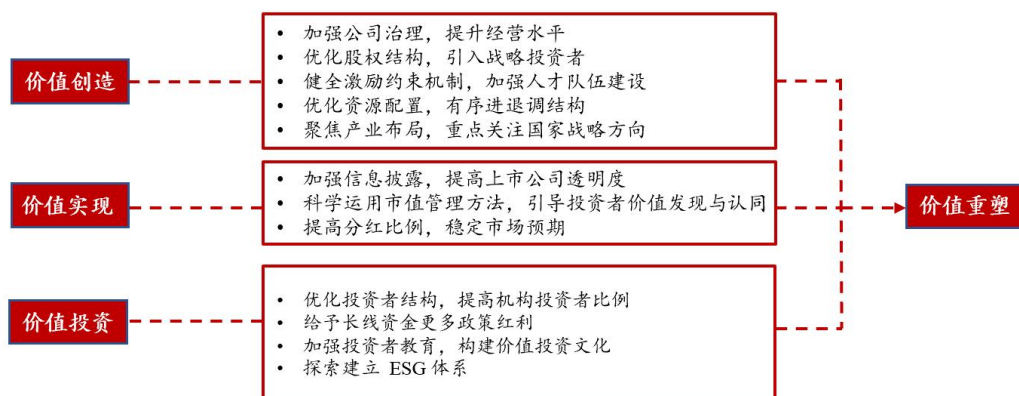 价值创造
• 加强公司治理，提升经营水平
• 优化股权结构，引入战略投资者
• 健全激励约束机制，加强人才队伍建设
• 优化资源配置，有序进退调结构
• 聚焦产业布局，重点关注国家战略方向
价值实现
• 加强信息披露，提高上市公司透明度
• 科学运用市值管理方法，引导投资者价值发现与认同
• 提高分红比例，稳定市场预期
价值投资
• 优化投资者结构，提高机构投资者比例
• 给予长线资金更多政策红利
• 加强投资者教育，构建价值投资文化
• 探索建立 ESG 体系
价值重塑